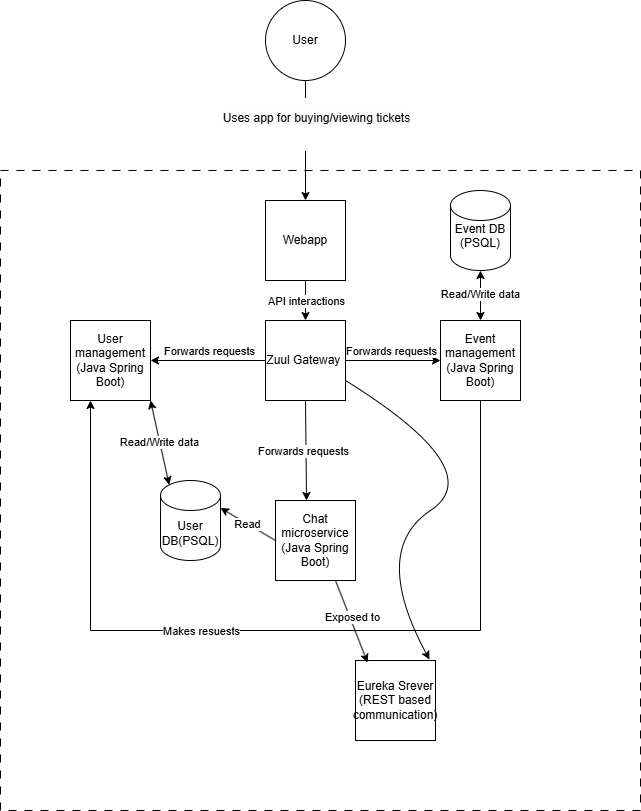 User
Uses app for buying/viewing tickets
Webapp
Event DB
(PSQL)
API interactions
Read/Write data
User
management
(Java Spring
Boot)
Forwards requests
Zuul Gateway
Forwards requests
Event
management
(Java Spring
Boot)
Read/Write data
Forwards requests
User
DB(PSQL)
Read
Chat
microservice
(Java Spring
Boot)
Exposed to
Makes resuests
Eureka Srever
(REST based
communication)